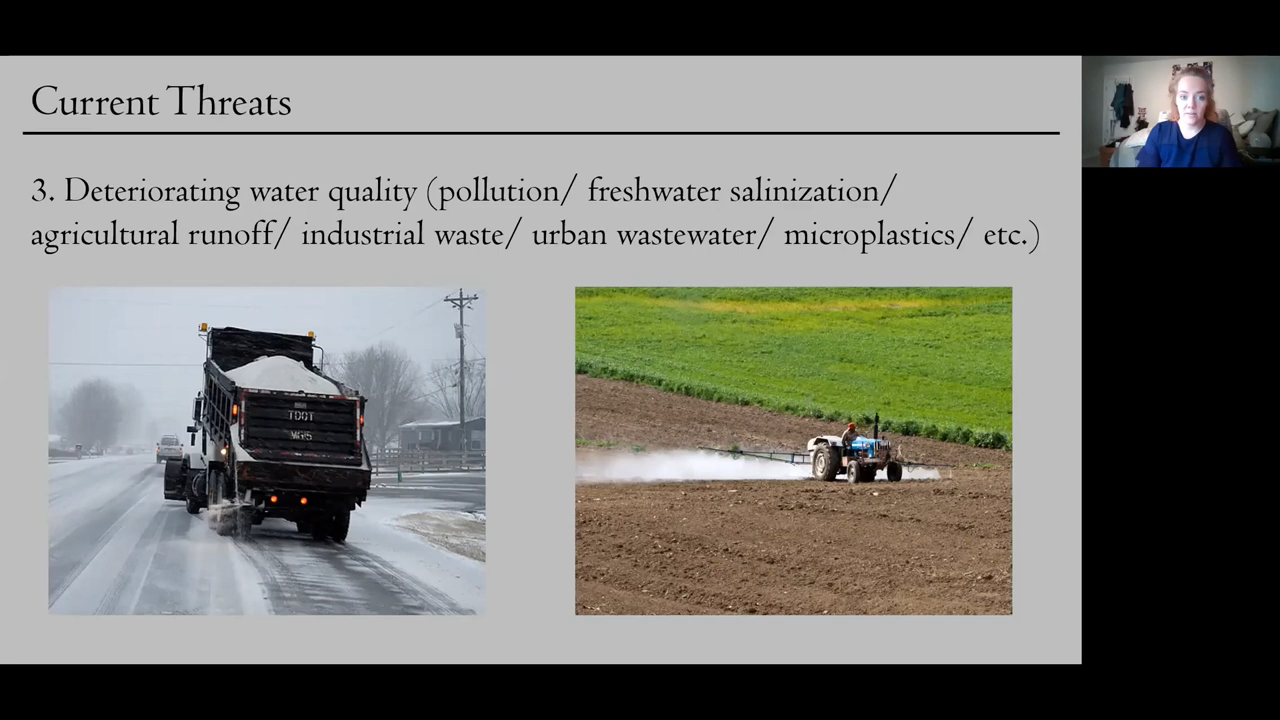 Current Threats
3. Deteriorating water quality (pollution/ freshwater salinization/
agricultural runoff/ industrial waste/ urban wastewater/ microplastics/ etc.)
TDOT